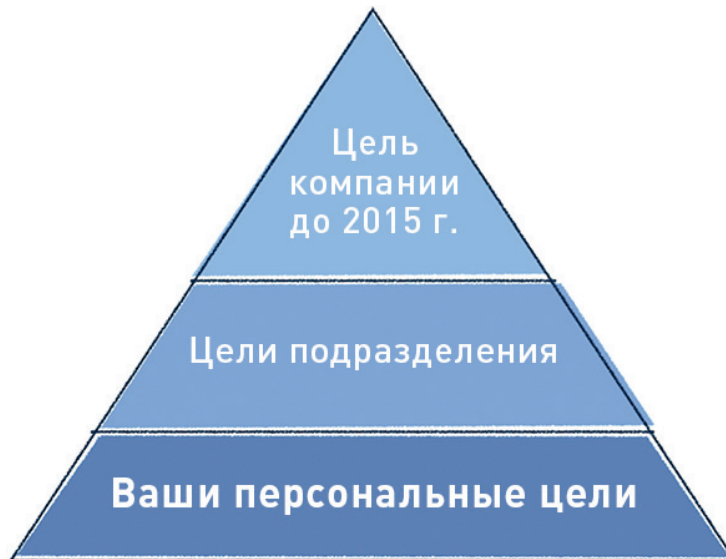 Цель
компании
до 2015 г.
Цели подразделения
Ваши персональные цели